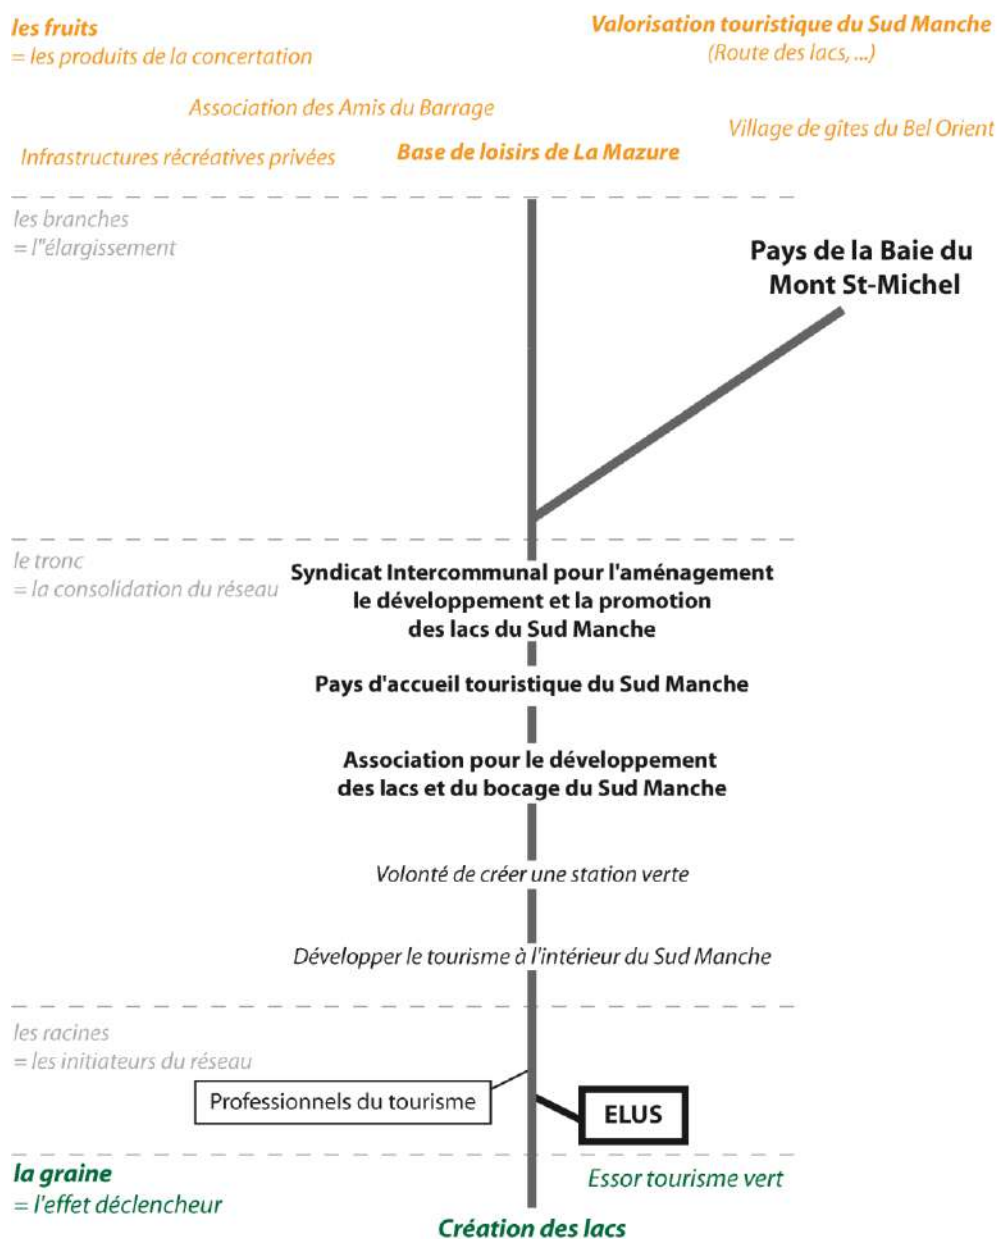 les fruits
= les produits de la concertation
Valorisation touristique du Sud Manche
(Route des lacs, ...)
Association des Amis du Barrage
Village de gîtes du Bel Orient
Infrastructures récréatives privées
Base de loisirs de La Mazure
les branches
= l"élargissement
Pays de la Baie du
Mont St-Michel
le tronc
= la consolidation du réseau
Syndicat Intercommunal pour l'aménagement
le développement et la promotion
des lacs du Sud Manche
Pays d'accueil touristique du Sud Manche
Association pour le développement
des lacs et du bocage du Sud Manche
Volonté de créer une station verte
Développer le tourisme à l'intérieur du Sud Manche
les racines
= les initiateurs du réseau
Professionnels du tourisme
ELUS
la graine
= l'effet déclencheur
Essor tourisme vert
Création des lacs